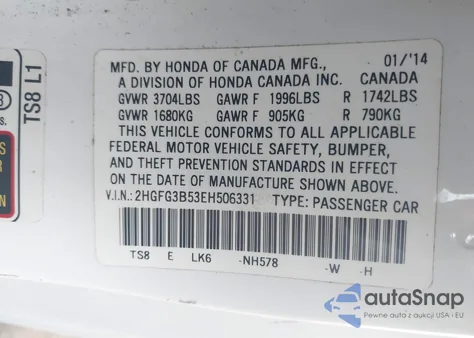 TS8 L1
MFD. BY HONDA OF CANADA MFG., 01/'14
A DIVISION OF HONDA CANADA INC. CANADA
GVWR 3704LBS GAWR F 1996LBS R 1742LBS
GVWR 1680KG GAWR F 905KG R 790KG
THIS VEHICLE CONFORMS TO ALL APPLICABLE
FEDERAL MOTOR VEHICLE SAFETY, BUMPER,
AND THEFT PREVENTION STANDARDS IN EFFECT ON
THE DATE OF MANUFACTURE SHOWN ABOVE.
V.I.N.: 2HGFG3B53EH506331 TYPE: PASSENGER CAR
TS8 E LK6 -NH578 -W -H
autoSnap
Pewne auta z aukcji USA i EU